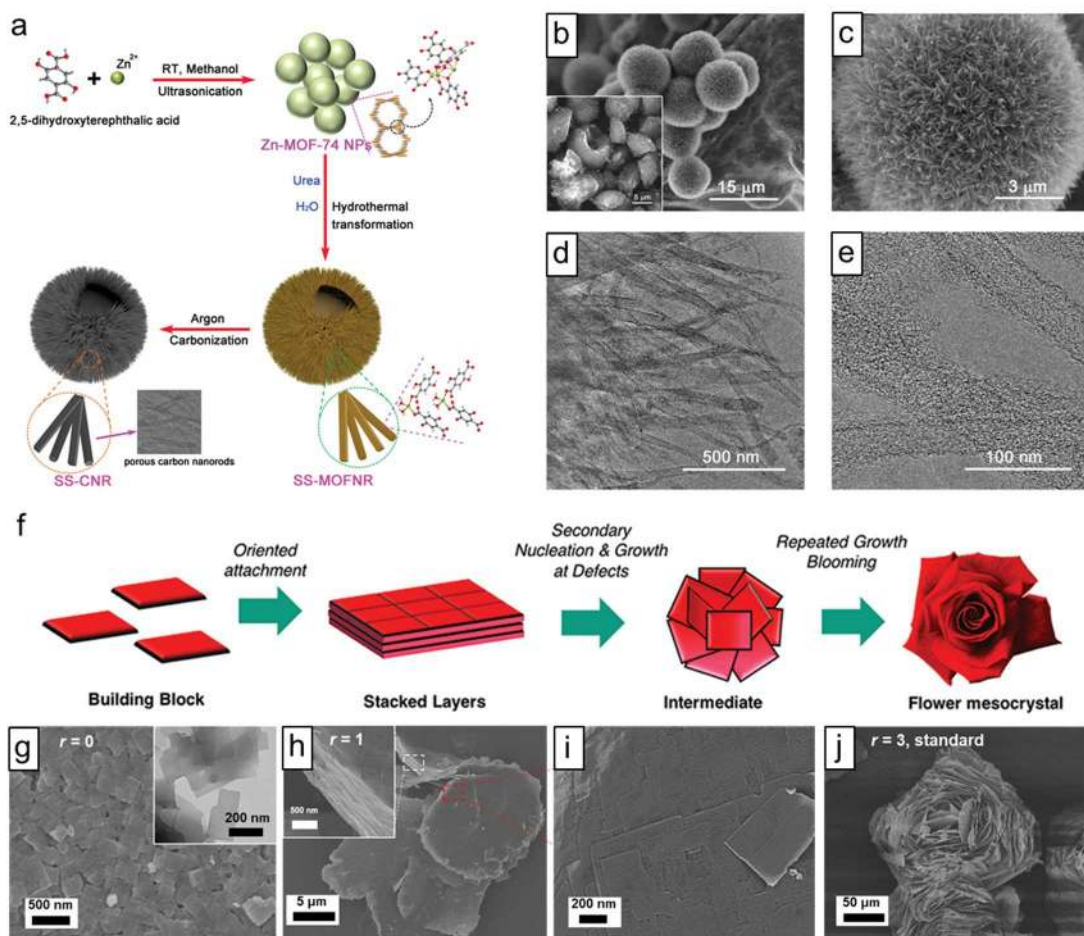 a
Zn2+
RT, Methanol
Ultrasonication
2,5-dihydroxyterephthalic acid
Zn-MOF-74 NPs
Urea
H2O
Hydrothermal
transformation
Argon
Carbonization
porous carbon nanorods
SS-CNR
SS-MOFNR
b
5 μm
15 μm
c
3 μm
d
500 nm
e
100 nm
f
Oriented
attachment
Secondary
Nucleation & Growth
at Defects
Repeated Growth
Blooming
Building Block
Stacked Layers
Intermediate
Flower mesocrystal
g
r = 0
200 nm
500 nm
h
r = 1
500 nm
5 μm
i
200 nm
j
r = 3, standard
50 μm